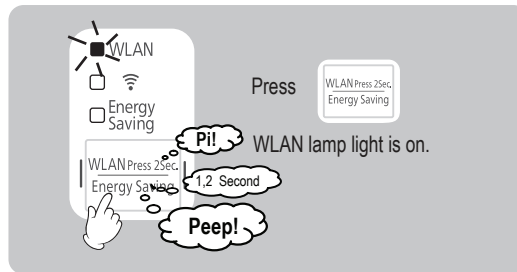 WLAN
Energy
Saving
WLAN Press 2Sec.
Energy Saving
Pi!
1,2 Second
Peep!
Press
WLAN Press 2Sec.
Energy Saving
WLAN lamp light is on.